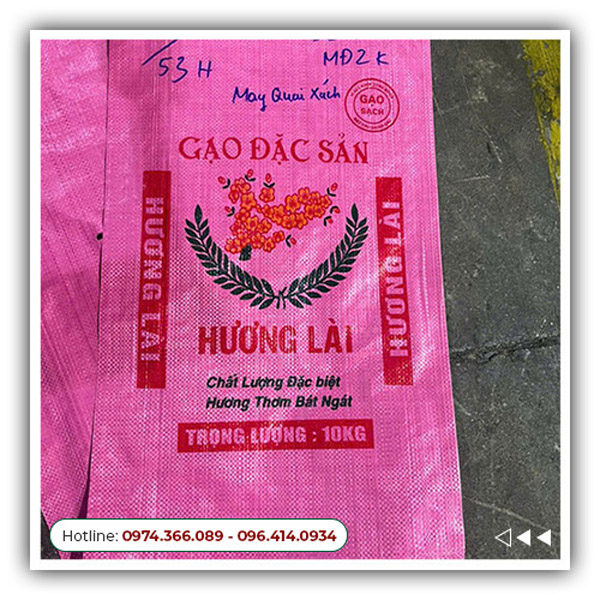 53 H
MĐ2K
May Quai Xách
GẠO
SẠCH
GẠO ĐẶC SẢN
HƯƠNG LÀI
HƯƠNG LÀI
HƯƠNG LÀI
Chất Lượng Đặc biệt
Hương Thơm Bát Ngát
TRỌNG LƯỢNG : 10KG
Hotline: 0974.366.089 - 096.414.0934